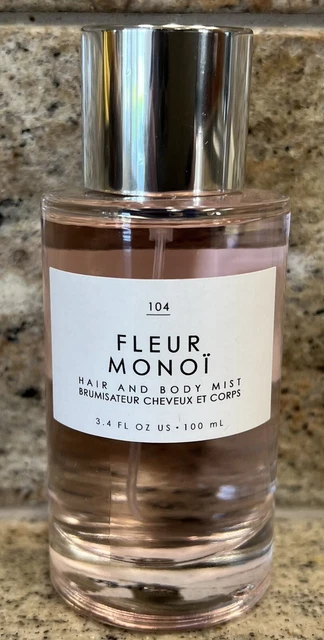 104
FLEUR
MONOÏ
HAIR AND BODY MIST
BRUMISATEUR CHEVEUX ET CORPS
3.4 FL OZ US • 100 mL